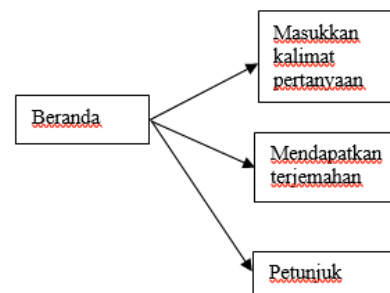 Beranda
Masukkan
kalimat
pertanyaan
Mendapatkan
terjemahan
Petunjuk